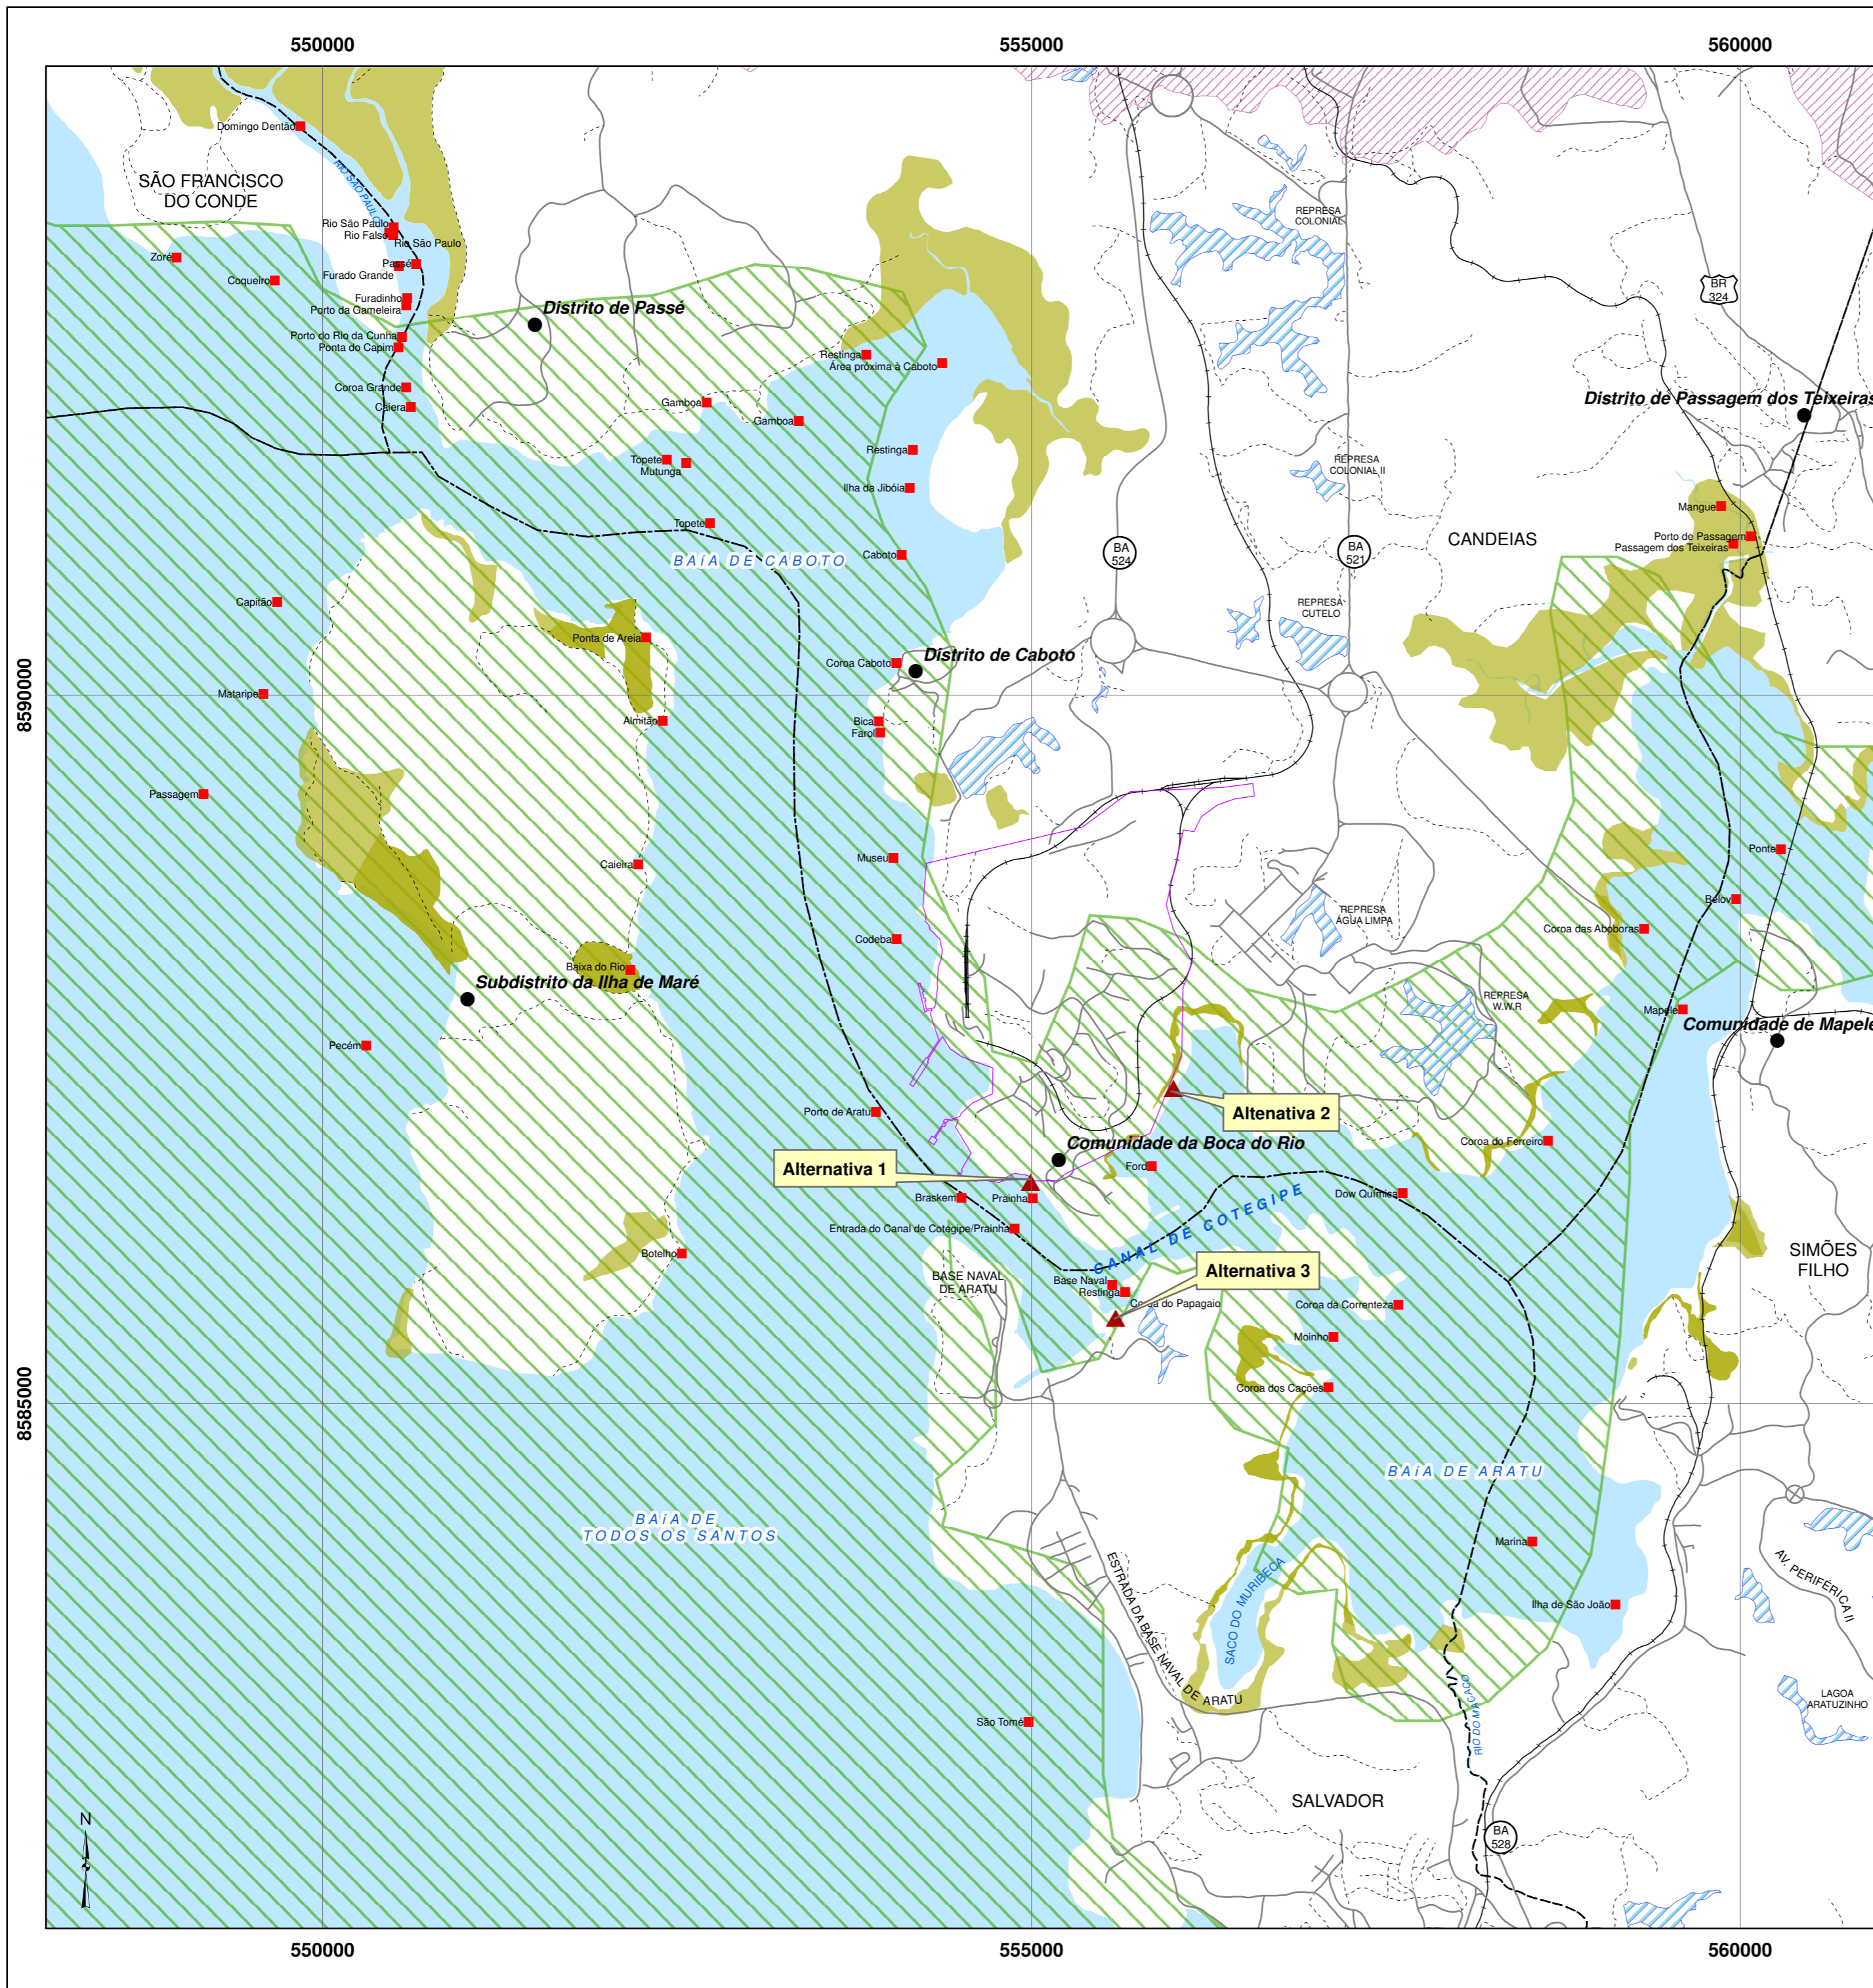 550000
555000
560000
Domingo Dentão
SÃO FRANCISCO
DO CONDE
RIO SÃO PAULO
Rio São Paulo
Rio Falso
Rio São Paulo
Zoré
Coqueiro
Passé
Furado Grande
Furadinho
Porto da Gameleira
Porto do Rio da Cunha
Ponta do Capim
Coroa Grande
Caiera
Distrito de Passé
Restinga
Área próxima à Caboto
Gamboa
Gamboa
Restinga
Topete
Mutunga
Ilha da Jibóia
Topete
Caboto
BAÍA DE CABOTO
REPRESA
COLONIAL
BR
324
Distrito de Passagem dos Teixeiras
REPRESA
COLONIAL II
Mangue
Porto de Passagem
Passagem dos Teixeiras
CANDEIAS
BA
524
BA
521
REPRESA
CUTELO
Capitão
Ponta de Areia
Coroa Caboto
Distrito de Caboto
8590000
Mataripe
Almitão
Bica
Farol
Passagem
Caieira
Museu
Ponte
Belov
REPRESA
ÁGUA LIMPA
Coroa das Aboboras
Codeba
Baixa do Rio
Subdistrito da Ilha de Maré
REPRESA
W.W.R
Mapele
Comunidade de Mapele
Pecém
Porto de Aratu
Altenativa 2
Comunidade da Boca do Rio
Coroa do Ferreiro
Alternativa 1
Ford
Braskem
Prainha
Dow Química
Entrada do Canal de Cotegipe/Prainha
CANAL DE COTEGIPE
Botelho
BASE NAVAL
DE ARATU
Base Naval
Restinga
Alternativa 3
Coroa do Papagaio
Coroa da Correnteza
Moinho
SIMÕES
FILHO
Coroa dos Cações
8585000
BAÍA DE ARATU
BAÍA DE
TODOS OS SANTOS
Marina
AV. PERIFÉRICA II
ESTRADA DA BASE NAVAL DE ARATU
SACO DO MURIBECA
Ilha de São João
RIO DO MACACO
LAGOA
ARATUZINHO
São Tomé
SALVADOR
BA
528
N
550000
555000
560000